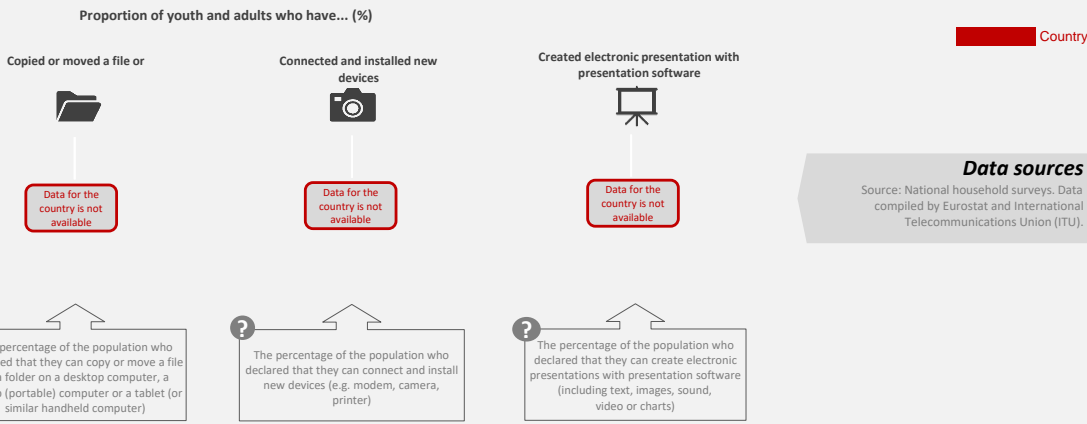 Proportion of youth and adults who have... (%)
Country
Copied or moved a file or
Connected and installed new
devices
Created electronic presentation with
presentation software
Data for the
country is not
available
Data for the
country is not
available
Data for the
country is not
available
Data sources
Source: National household surveys. Data
compiled by Eurostat and International
Telecommunications Union (ITU).
percentage of the population who
ed that they can copy or move a file
folder on a desktop computer, a
(portable) computer or a tablet (or
similar handheld computer)
?
The percentage of the population who
declared that they can connect and install
new devices (e.g. modem, camera,
printer)
?
The percentage of the population who
declared that they can create electronic
presentations with presentation software
(including text, images, sound,
video or charts)